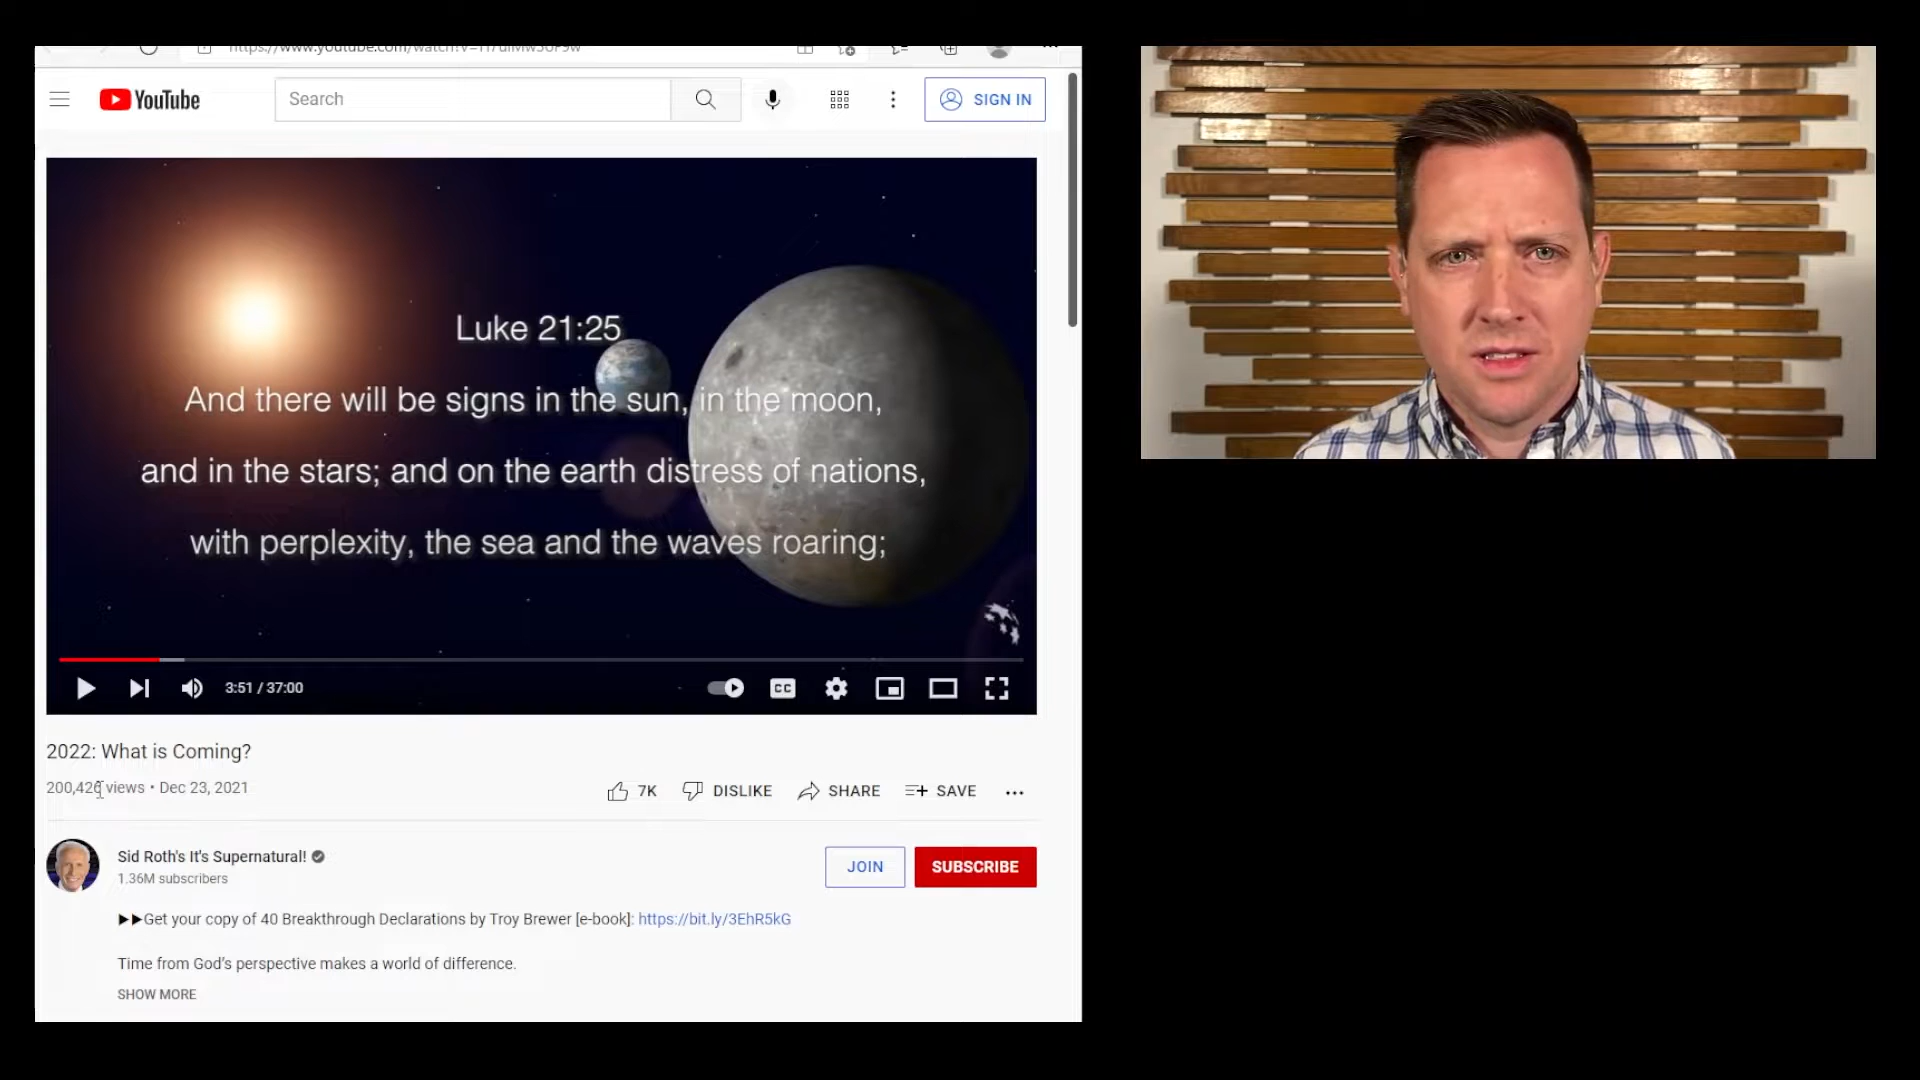 YouTube
Search
SIGN IN
Luke 21:25
And there will be signs in the sun, in the moon,
and in the stars; and on the earth distress of nations,
with perplexity, the sea and the waves roaring;
3:51 / 37:00
CC
2022: What is Coming?
200,426 views • Dec 23, 2021
7K
DISLIKE
SHARE
SAVE
Sid Roth's It's Supernatural!
1.36M subscribers
JOIN
SUBSCRIBE
▶▶Get your copy of 40 Breakthrough Declarations by Troy Brewer [e-book]: https://bit.ly/3EhR5kG
Time from God's perspective makes a world of difference.
SHOW MORE